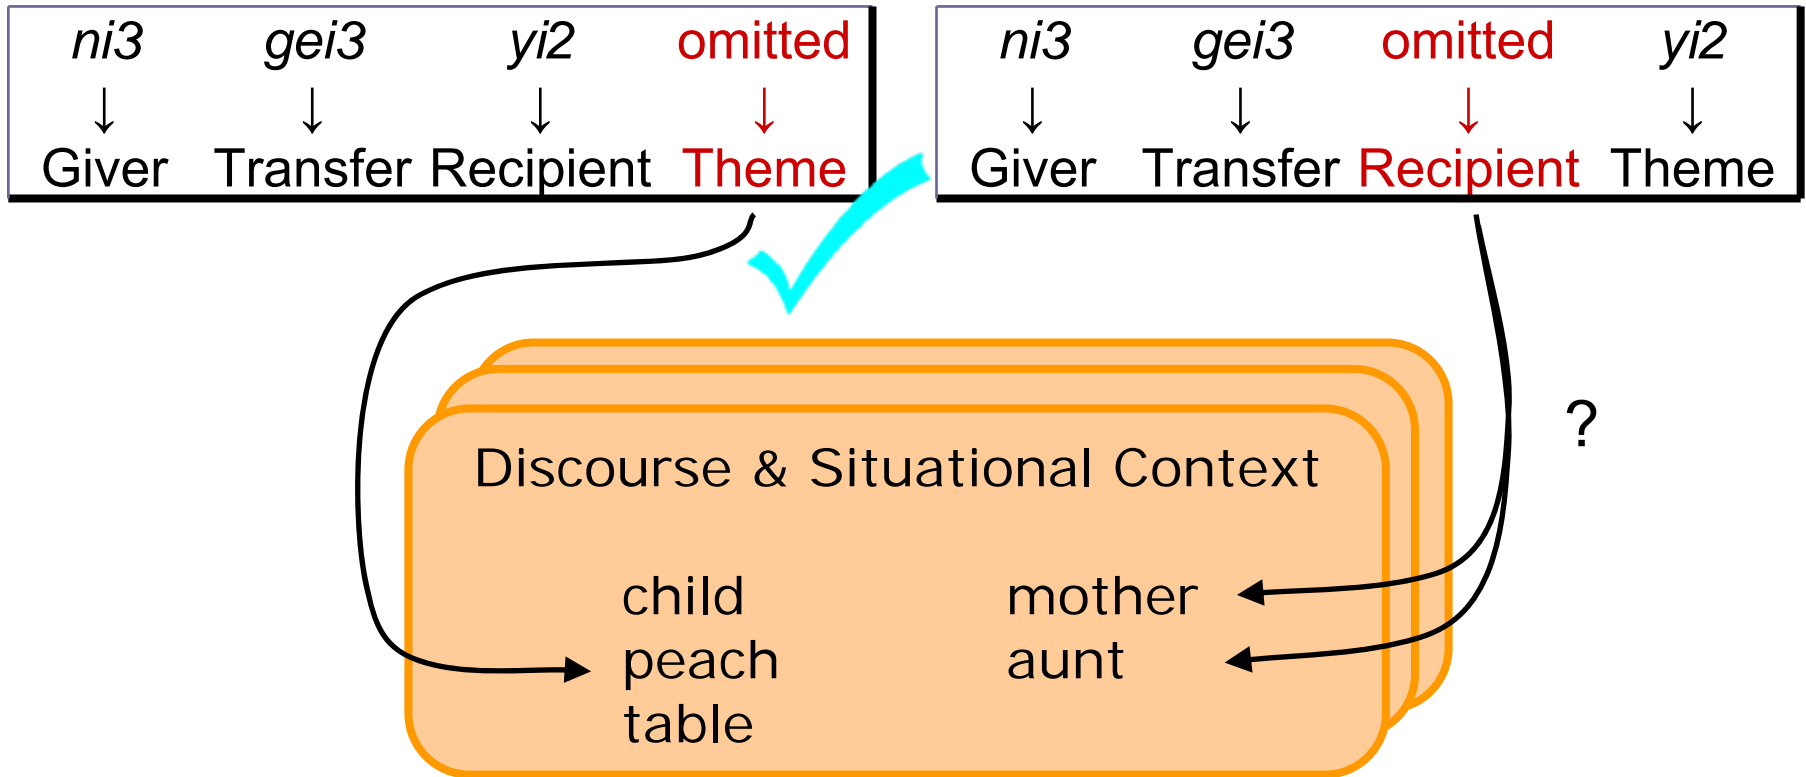 ni3 gei3 yi2 omitted
↓ ↓ ↓ ↓
Giver Transfer Recipient Theme
ni3 gei3 omitted yi2
↓ ↓ ↓ ↓
Giver Transfer Recipient Theme
?
Discourse & Situational Context
child mother
peach aunt
table